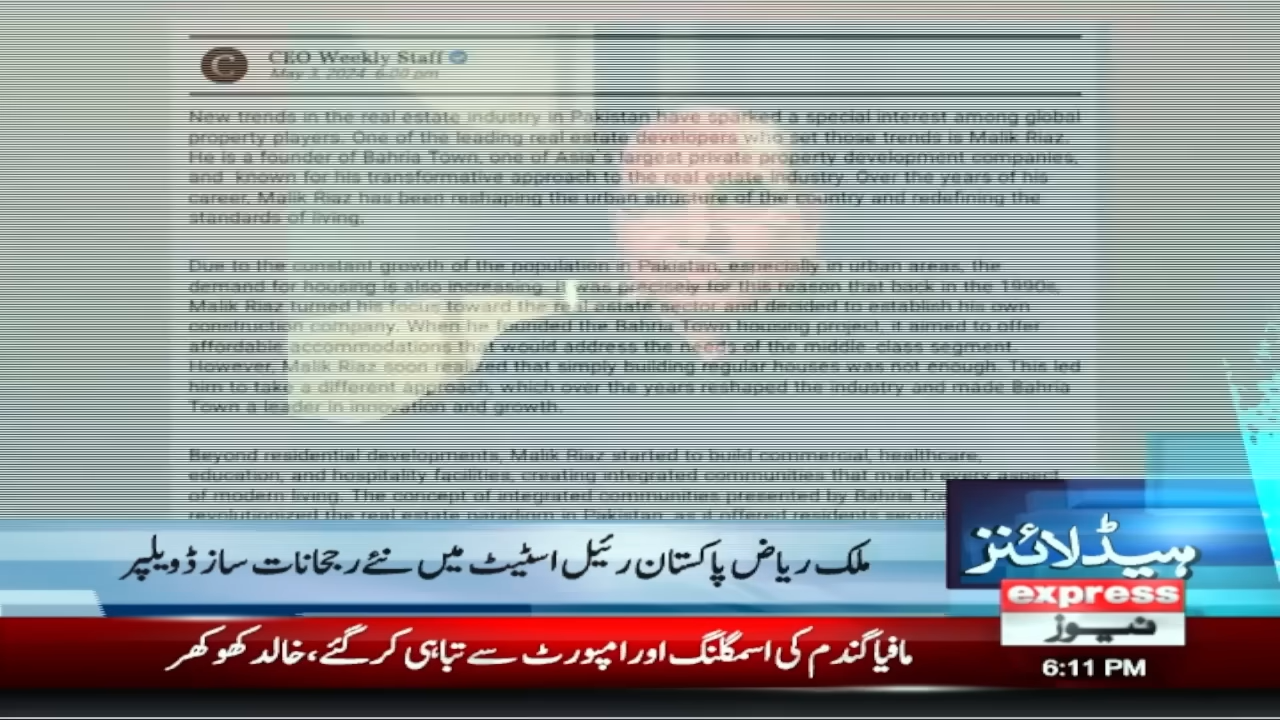 CEO Weekly Staff
May 3, 2024 6:00 pm
New trends in the real estate industry in Pakistan have sparked a special interest among global
property players. One of the leading real estate developers who set those trends is Malik Riaz.
He is a founder of Bahria Town, one of Asia's largest private property development companies,
and known for his transformative approach to the real estate industry. Over the years of his
career, Malik Riaz has been reshaping the urban structure of the country and redefining the
standards of living.
Due to the constant growth of the population in Pakistan, especially in urban areas, the
demand for housing is also increasing. It was precisely for this reason that back in the 1990s,
Malik Riaz turned his focus toward the real estate sector and decided to establish his own
construction company. When he founded the Bahria Town housing project, it aimed to offer
affordable accommodations that would address the needs of the middle-class segment.
However, Malik Riaz soon realized that simply building regular houses was not enough. This led
him to take a different approach, which over the years reshaped the industry and made Bahria
Town a leader in innovation and growth.
Beyond residential developments, Malik Riaz started to build commercial, healthcare,
education, and hospitality facilities, creating integrated communities that match every aspect
of modern living. The concept of integrated communities presented by Bahria To
revolutionized the real estate paradigm in Pakistan, as it offered residents secur
ہیڈلائنز
ملک ریاض پاکستان رئیل اسٹیٹ میں نئے رجحانات ساز ڈویلپر
express
نیوز
مافیا گندم کی اسمگلنگ اور امپورٹ سے تباہی کر گئے، خالد کھوکھر
6:11 PM